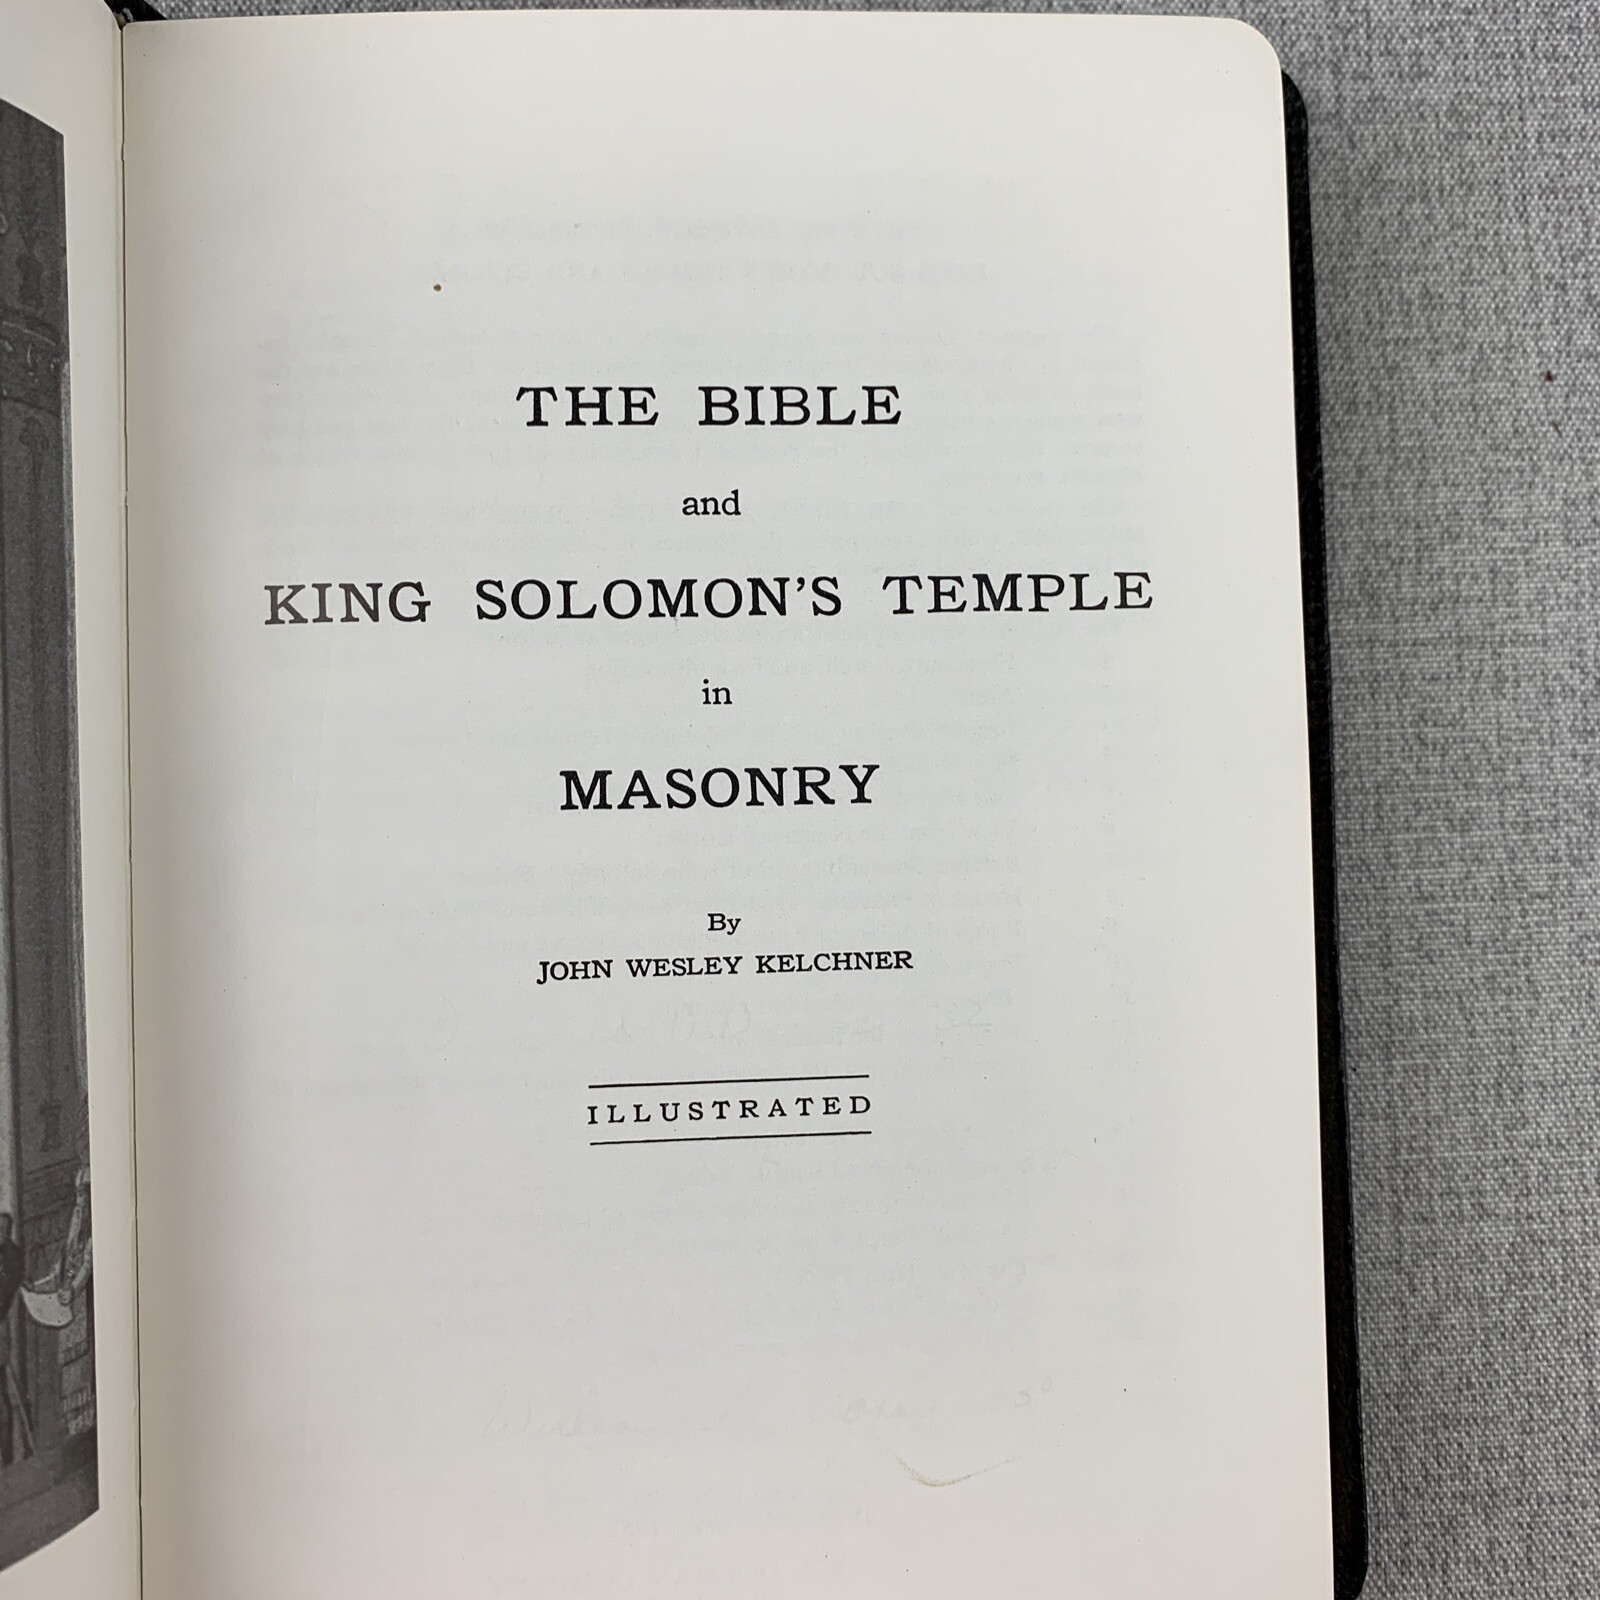 THE BIBLE
and
KING SOLOMON'S TEMPLE
in
MASONRY
By
JOHN WESLEY KELCHNER
ILLUSTRATED